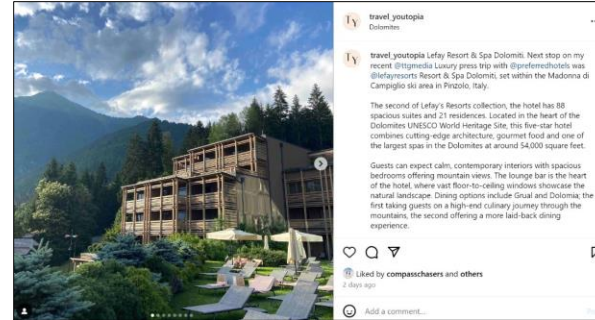 TY
travel_youtopia
Dolomites
TY
travel_youtopia Lefay Resort & Spa Dolomiti. Next stop on my
recent @ttgmedia Luxury press trip with @preferredhotels was
@lefayresorts Resort & Spa Dolomiti, set within the Madonna di
Campiglio ski area in Pinzolo, Italy.
The second of Lefay's Resorts collection, the hotel has 88
spacious suites and 21 residences. Located in the heart of the
Dolomites UNESCO World Heritage Site, this five-star hotel
combines cutting-edge architecture, gourmet food and one of
the largest spas in the Dolomites at around 54,000 square feet.
Guests can expect calm, contemporary interiors with spacious
bedrooms offering mountain views. The lounge bar is the heart
of the hotel, where vast floor-to-ceiling windows showcase the
natural landscape. Dining options include Grual and Dolomia; the
first taking guests on a high-end culinary journey through the
mountains, the second offering a more laid-back dining
experience.
Liked by compasschasers and others
2 days ago
Add a comment...